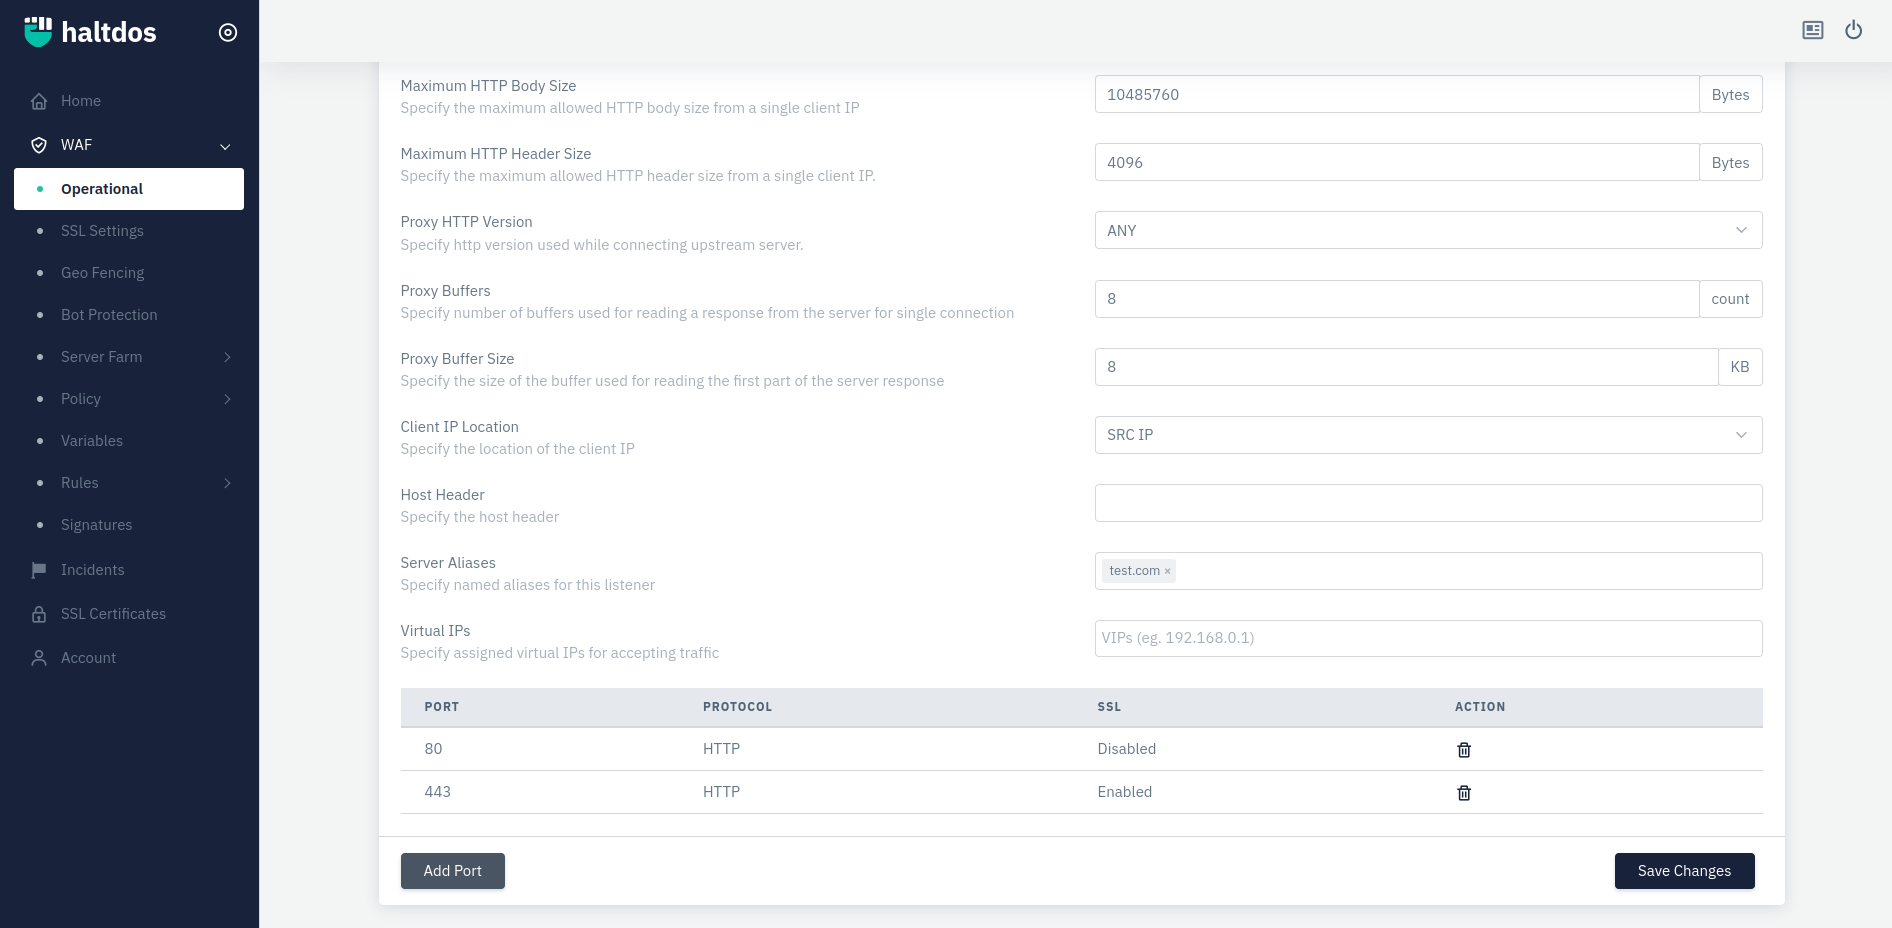 haltdos
Home
WAF
Operational
SSL Settings
Geo Fencing
Bot Protection
Server Farm
Policy
Variables
Rules
Signatures
Incidents
SSL Certificates
Account
Maximum HTTP Body Size
Specify the maximum allowed HTTP body size from a single client IP
10485760 Bytes
Maximum HTTP Header Size
Specify the maximum allowed HTTP header size from a single client IP.
4096 Bytes
Proxy HTTP Version
Specify http version used while connecting upstream server.
ANY
Proxy Buffers
Specify number of buffers used for reading a response from the server for single connection
8 count
Proxy Buffer Size
Specify the size of the buffer used for reading the first part of the server response
8 KB
Client IP Location
Specify the location of the client IP
SRC IP
Host Header
Specify the host header
Server Aliases
Specify named aliases for this listener
test.com ×
Virtual IPs
Specify assigned virtual IPs for accepting traffic
VIPs (eg. 192.168.0.1)
PORT PROTOCOL SSL ACTION
80 HTTP Disabled
443 HTTP Enabled
Add Port Save Changes